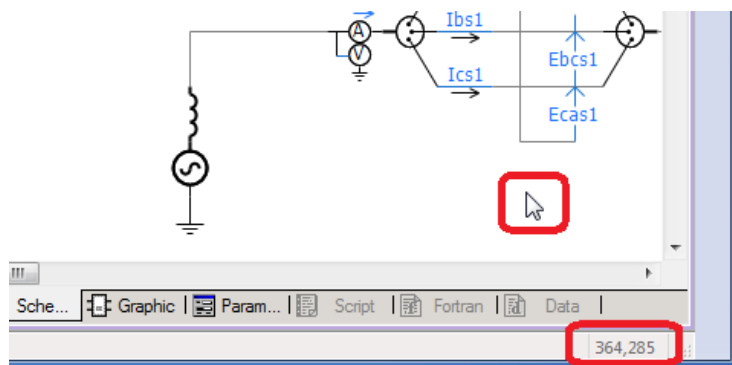 Ibs1
A
V
Ebcs1
Ics1
Ecas1
Sche... Graphic Param... Script Fortran Data
364,285